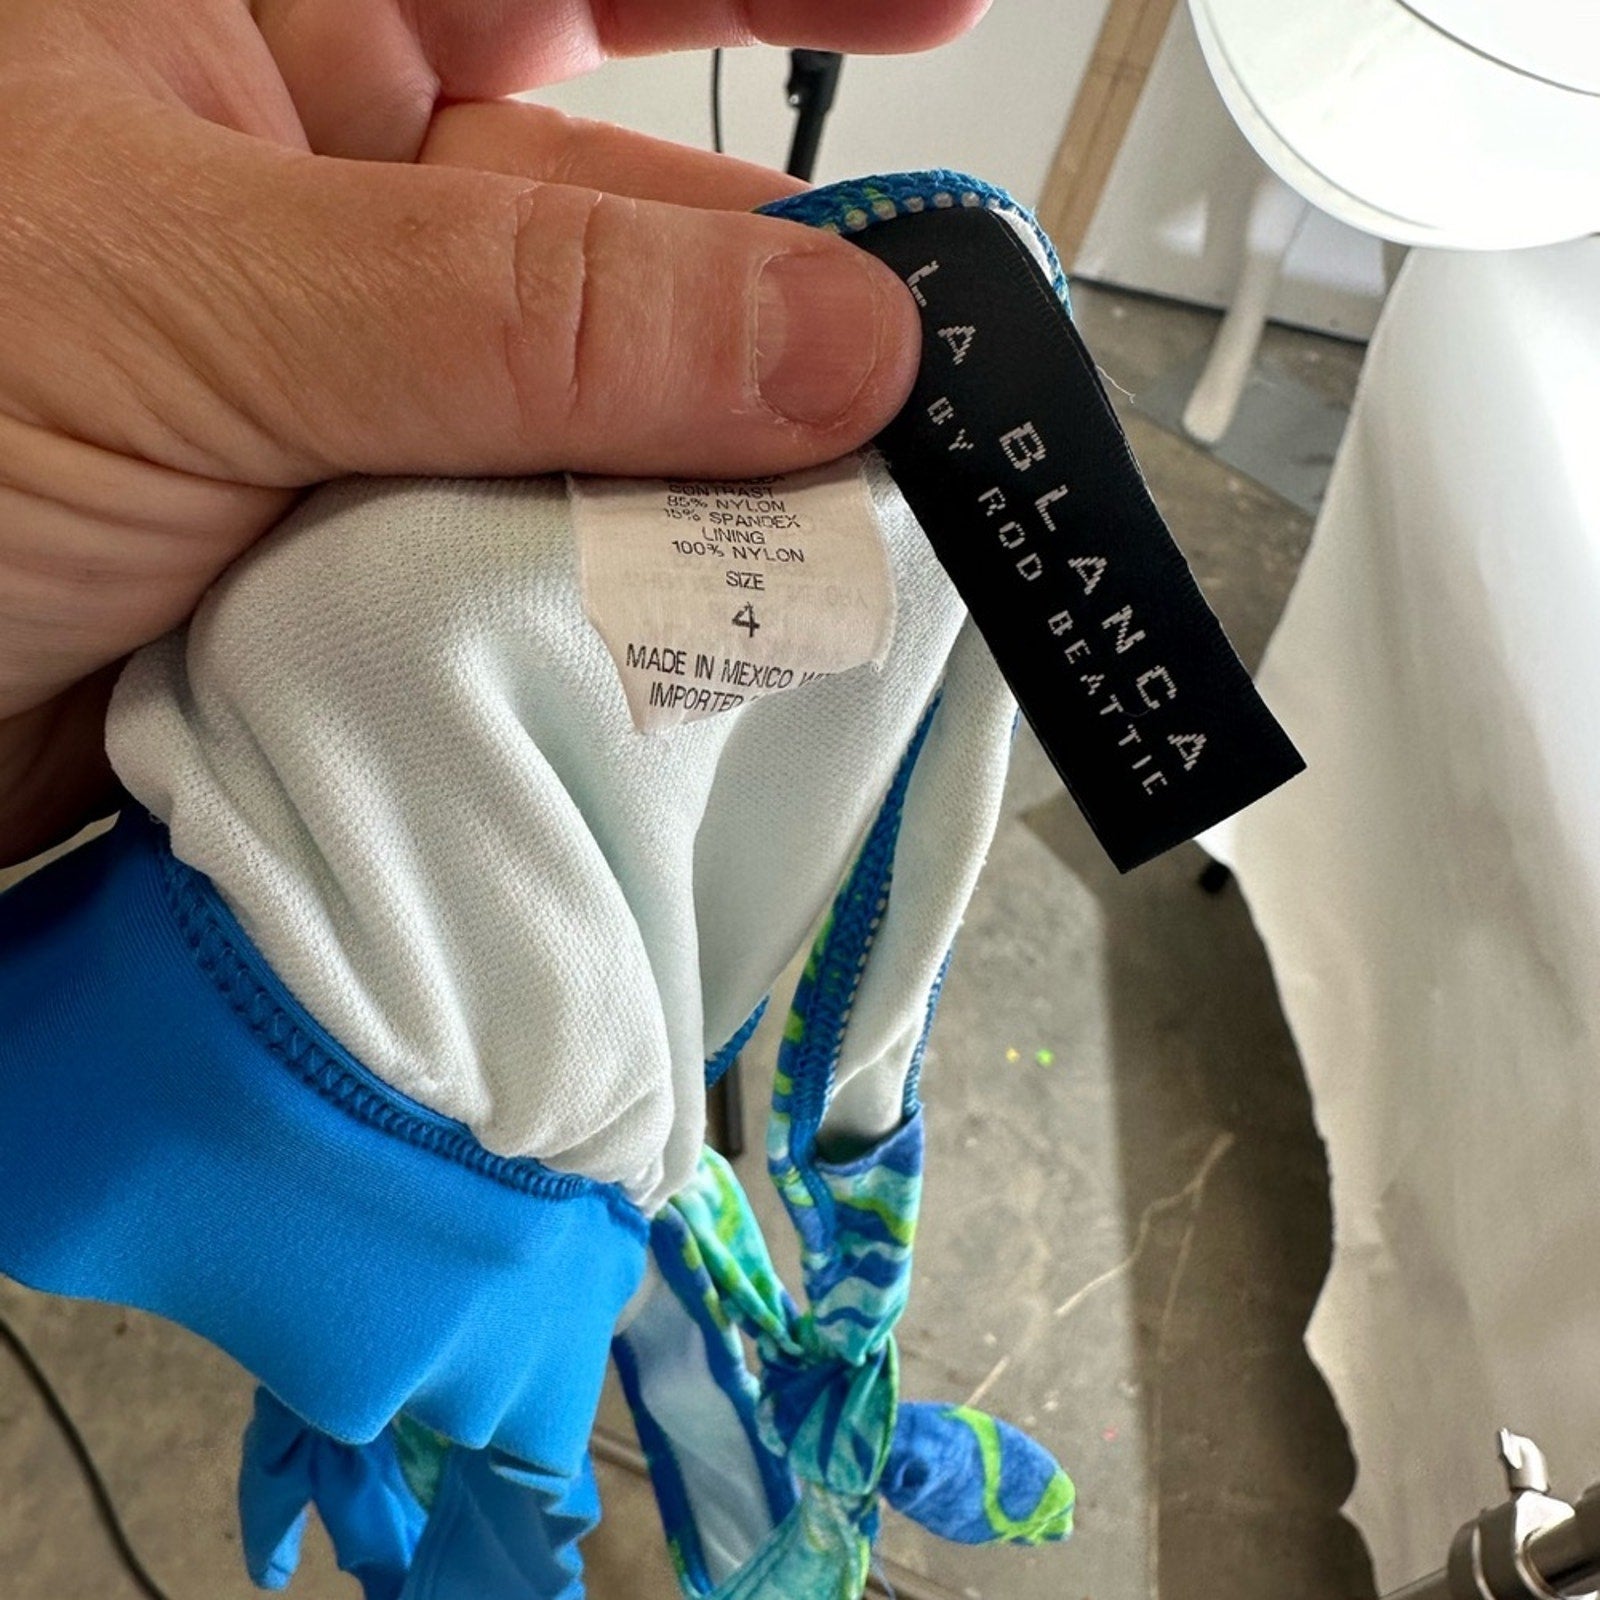 LA BLANCA
BY ROD BEATTIE
CONTRAST
85% NYLON
15% SPANDEX
LINING
100% NYLON
SIZE
4
MADE IN MEXICO
IMPORTED